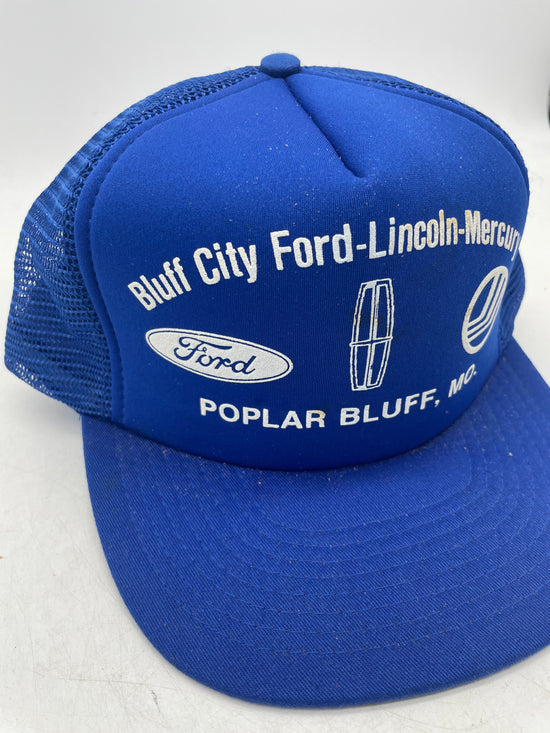 Bluff City Ford-Lincoln-Mercury
Ford
POPLAR BLUFF, MO.